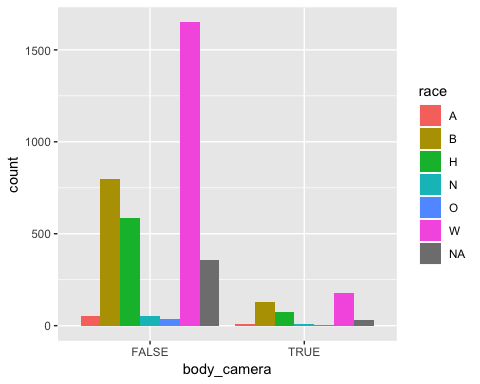 1500
1000
500
0
count
FALSE
TRUE
body_camera
race
A
B
H
N
O
W
NA